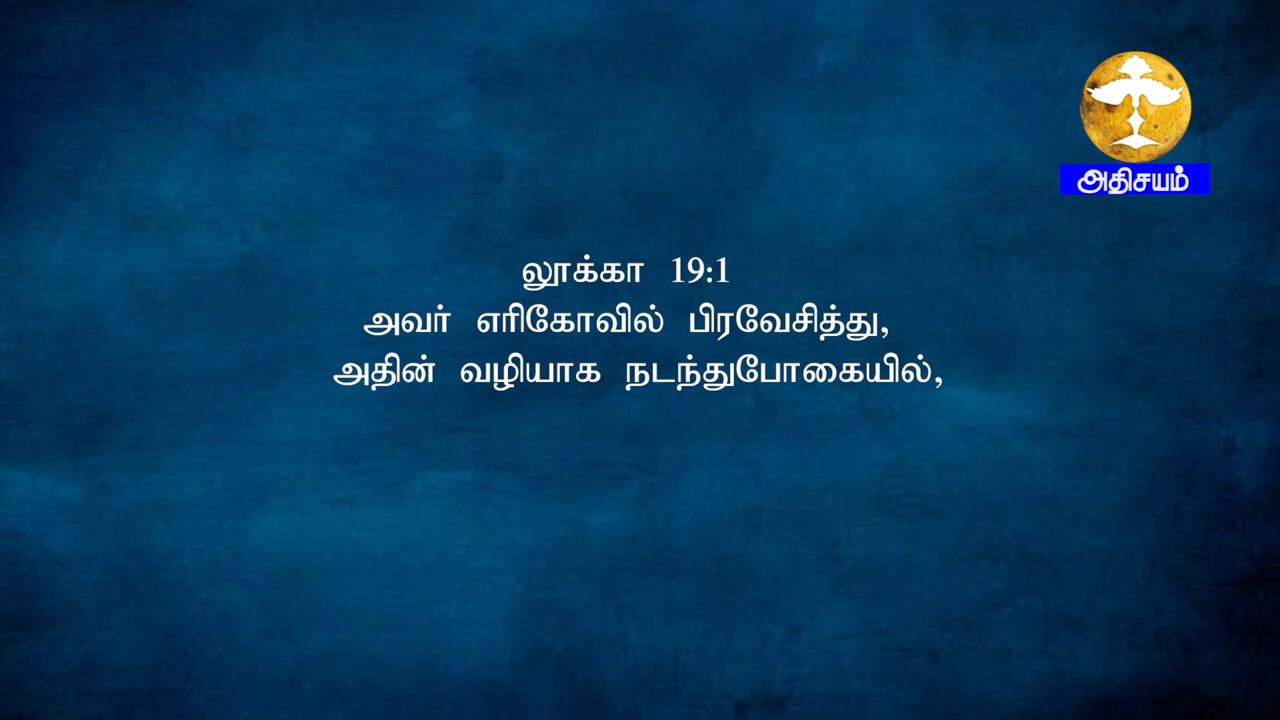 அதிசயம்
லூக்கா 19:1
அவர் எரிகோவில் பிரவேசித்து,
அதின் வழியாக நடந்துபோகையில்,